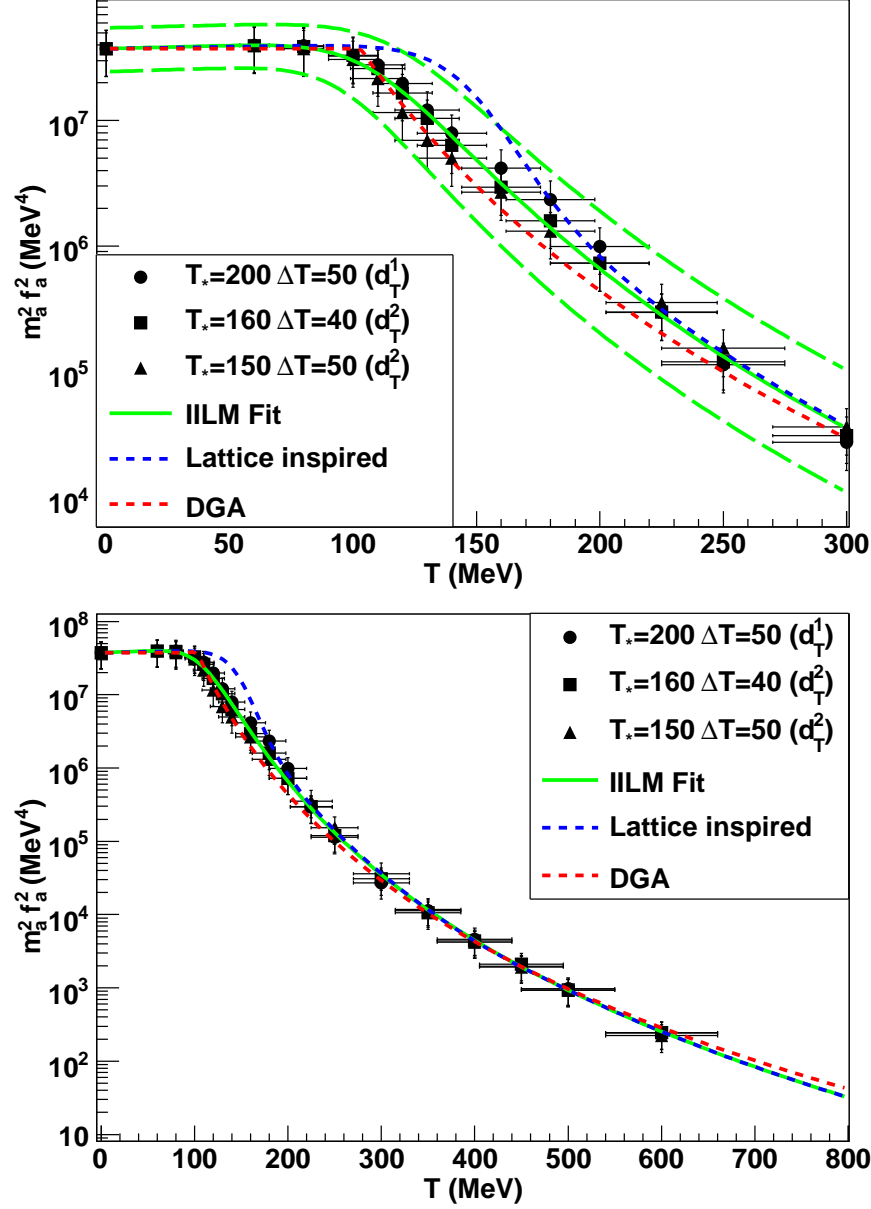 m_a^2 f_a^2 (MeV^4)
10^7
10^6
10^5
10^4
T_*=200 ΔT=50 (d_T^1)
T_*=160 ΔT=40 (d_T^2)
T_*=150 ΔT=50 (d_T^2)
IILM Fit
Lattice inspired
DGA
0 50 100 150 200 250 300
T (MeV)
m_a^2 f_a^2 (MeV^4)
10^8
10^7
10^6
10^5
10^4
10^3
10^2
10
T_*=200 ΔT=50 (d_T^1)
T_*=160 ΔT=40 (d_T^2)
T_*=150 ΔT=50 (d_T^2)
IILM Fit
Lattice inspired
DGA
0 100 200 300 400 500 600 700 800
T (MeV)